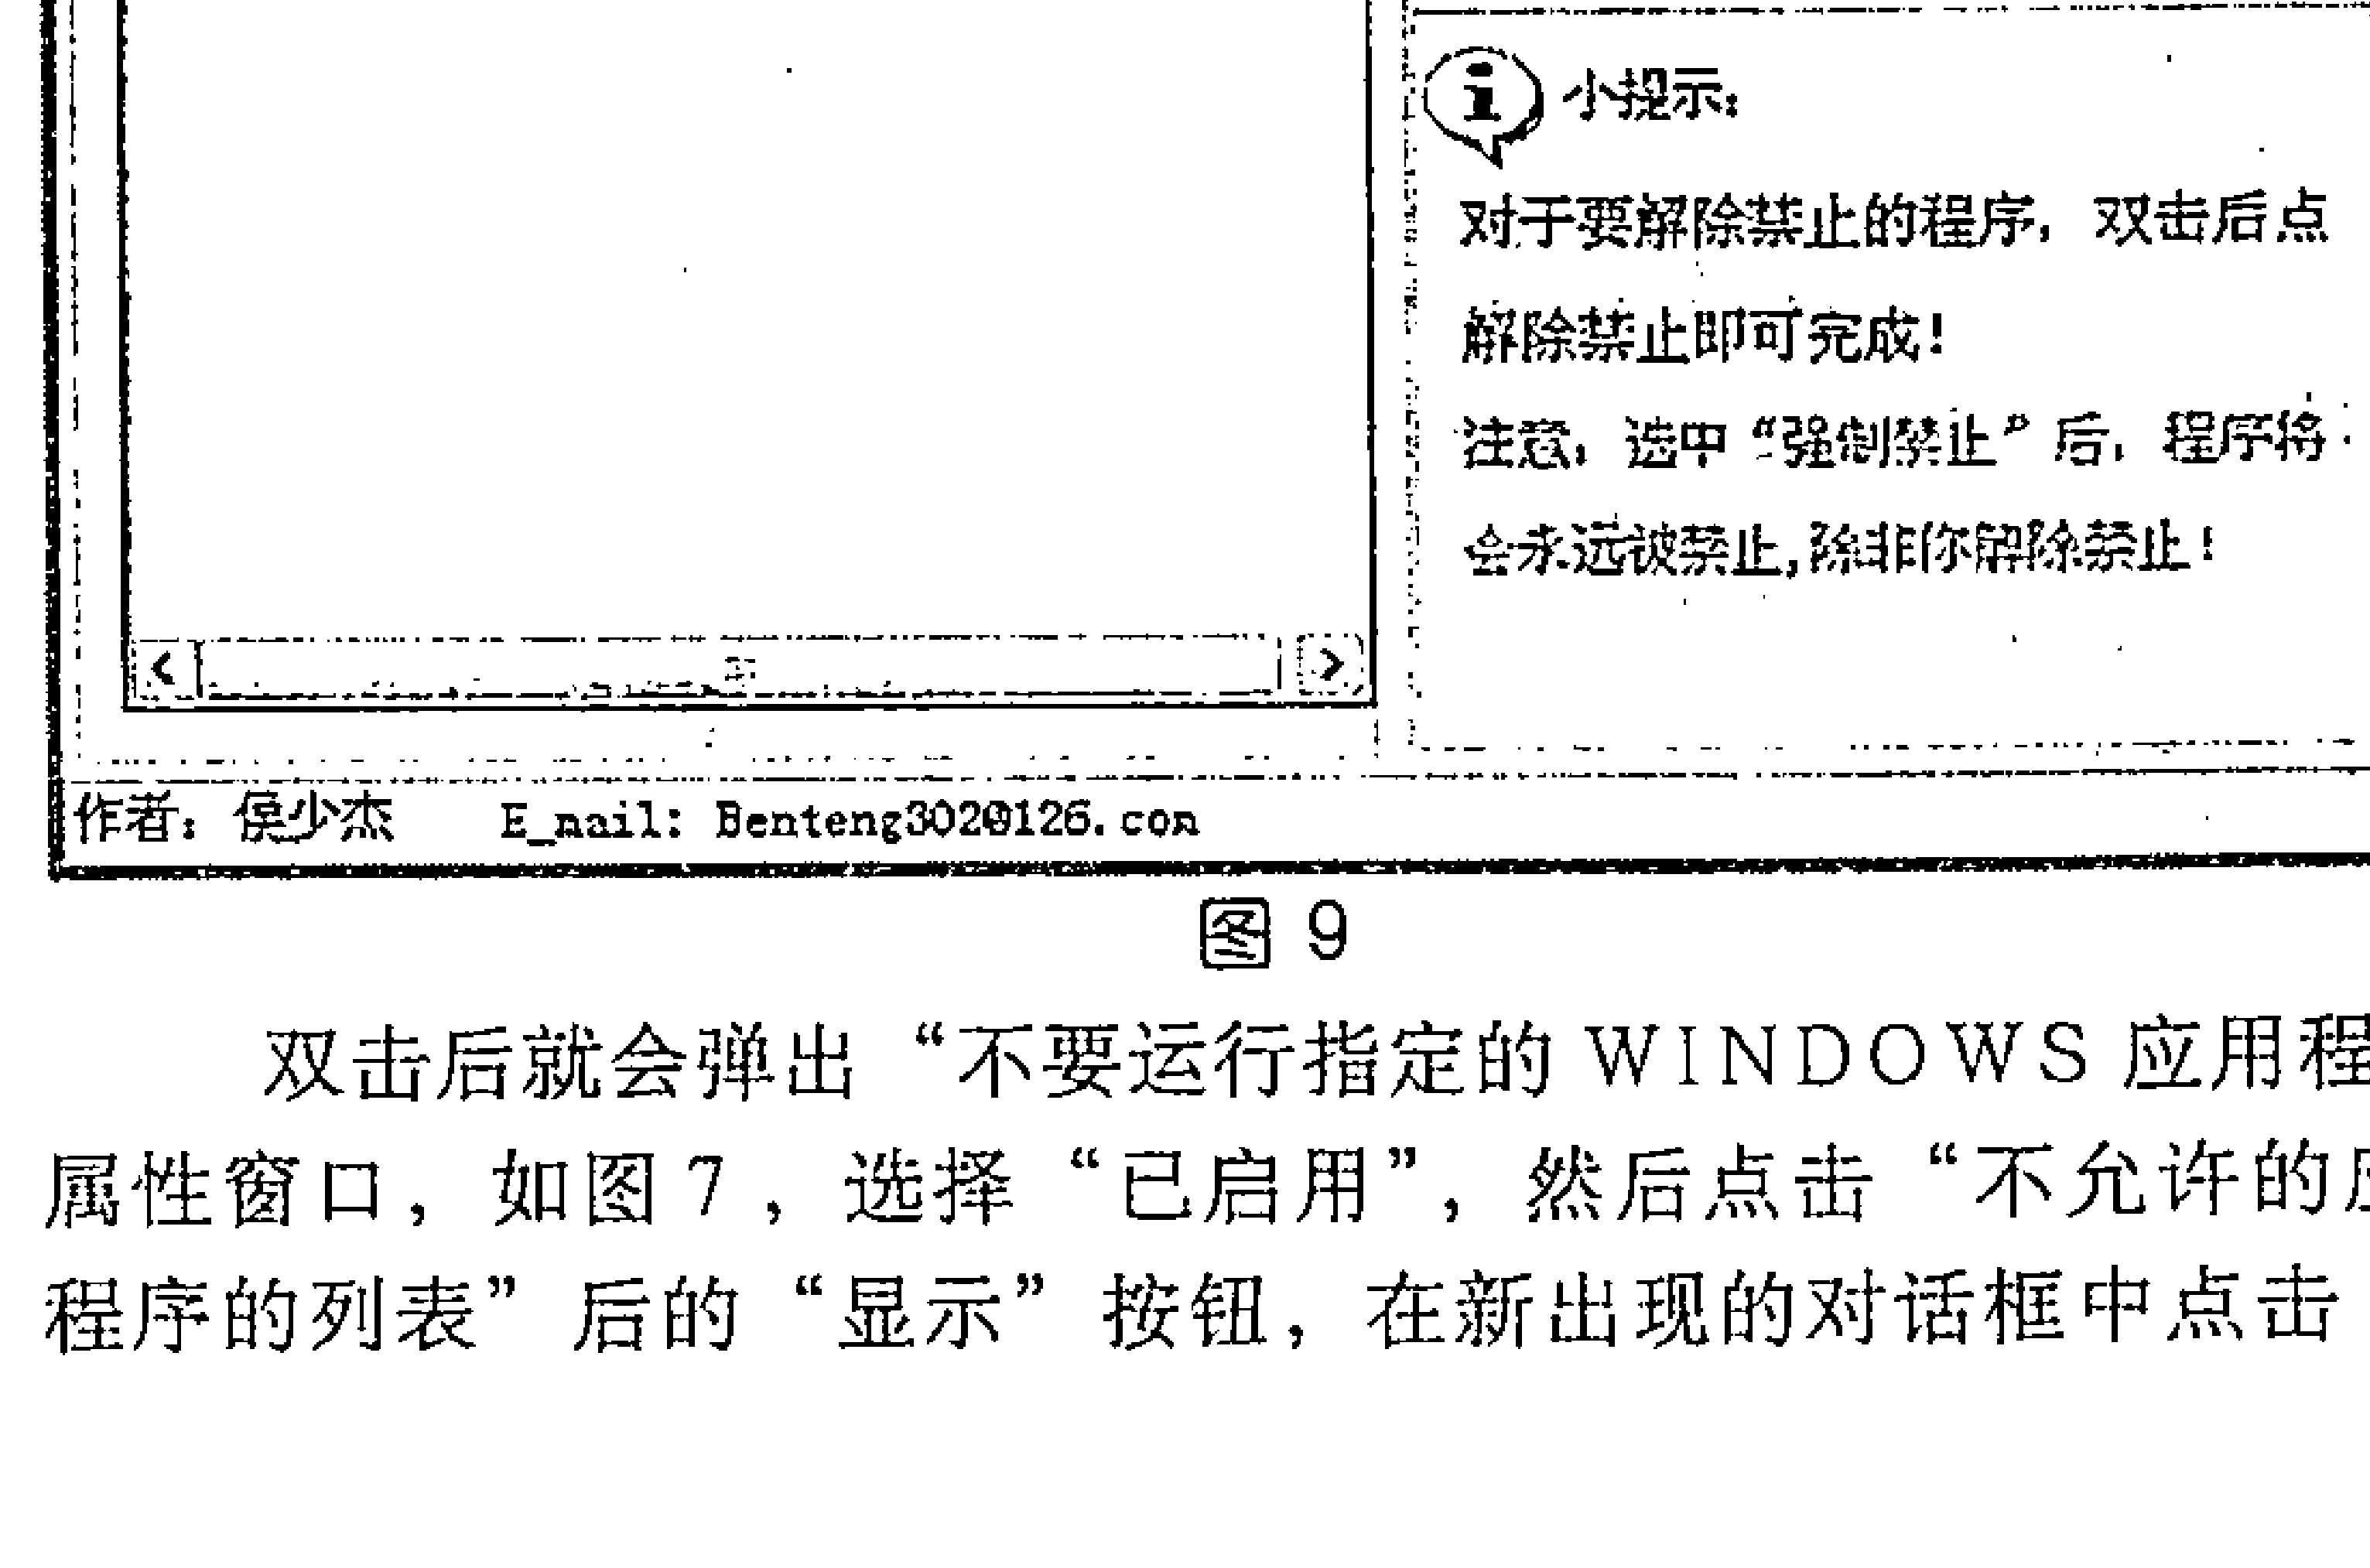 小提示:
对于要解除禁止的程序, 双击后点
解除禁止即可完成!
注意, 选中“强制禁止”后, 程序将
会永远被禁止,除非你解除禁止!
作者: 侯少杰 E_mail: Benteng302@126.com
图 9
双击后就会弹出“不要运行指定的 WINDOWS 应用程
属性窗口, 如图 7, 选择“已启用”, 然后点击“不允许的
程序的列表”后的“显示”按钮, 在新出现的对话框中点击